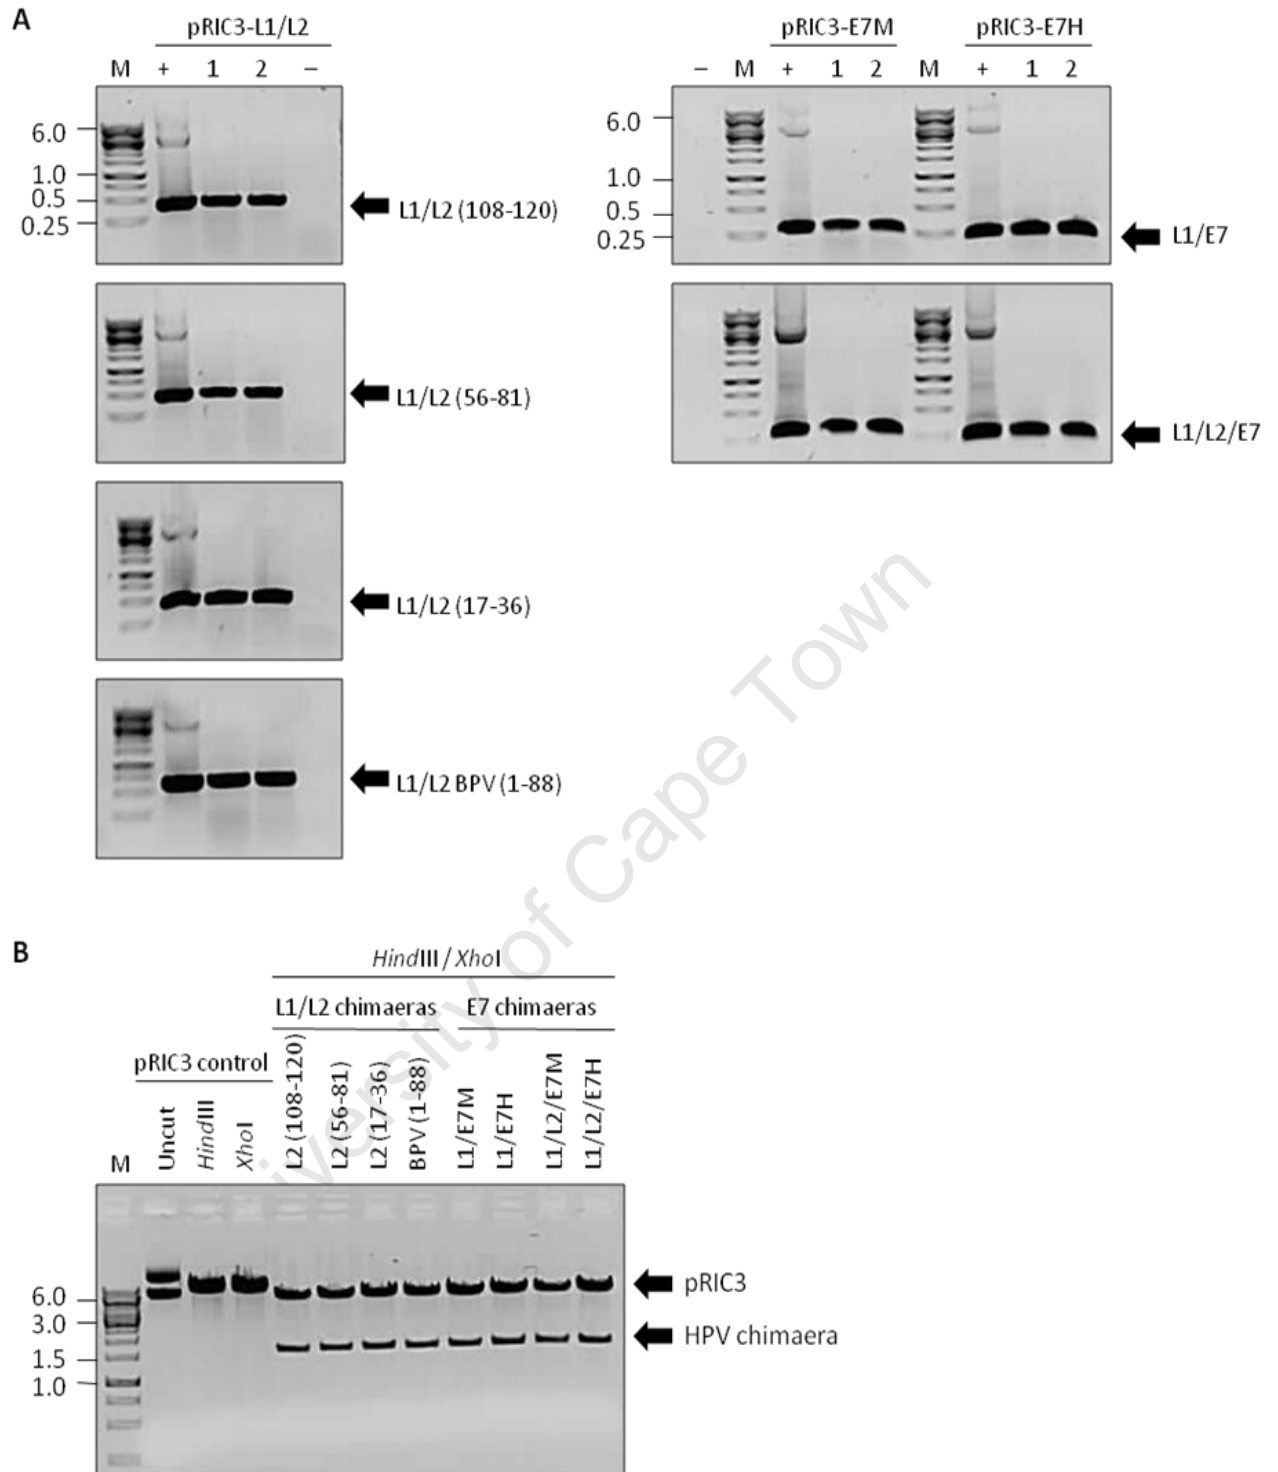 A
pRIC3-L1/L2
M + 1 2 –
6.0
1.0
0.5
0.25
L1/L2 (108-120)
L1/L2 (56-81)
L1/L2 (17-36)
L1/L2 BPV (1-88)
pRIC3-E7M pRIC3-E7H
– M + 1 2 M + 1 2
6.0
1.0
0.5
0.25
L1/E7
L1/L2/E7
University of Cape Town
B
HindIII / XhoI
L1/L2 chimaeras E7 chimaeras
pRIC3 control
M
Uncut
HindIII
XhoI
L2 (108-120)
L2 (56-81)
L2 (17-36)
BPV (1-88)
L1/E7M
L1/E7H
L1/L2/E7M
L1/L2/E7H
6.0
3.0
1.5
1.0
pRIC3
HPV chimaera